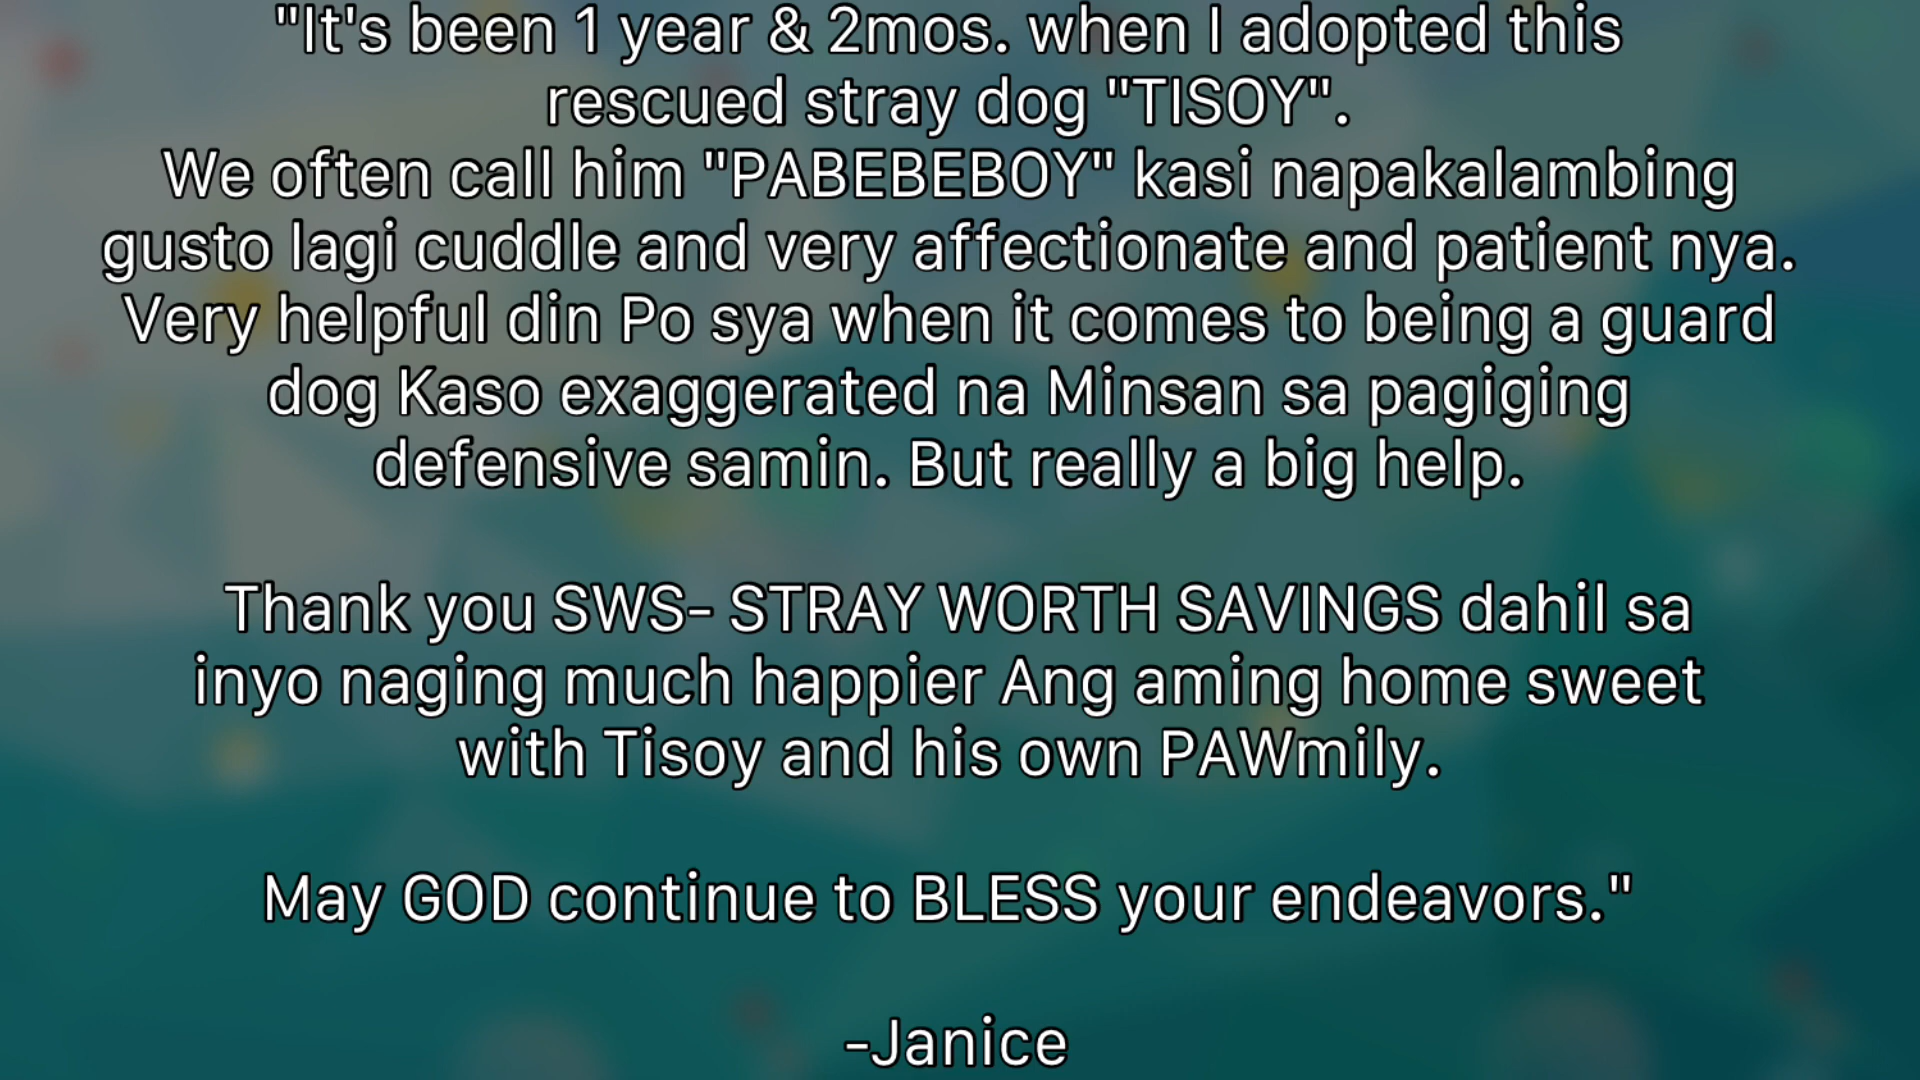 "It's been 1 year & 2mos. when I adopted this
rescued stray dog "TISOY".
We often call him "PABEBEBOY" kasi napakalambing
gusto lagi cuddle and very affectionate and patient nya.
Very helpful din Po sya when it comes to being a guard
dog Kaso exaggerated na Minsan sa pagiging
defensive samin. But really a big help.
Thank you SWS- STRAY WORTH SAVINGS dahil sa
inyo naging much happier Ang aming home sweet
with Tisoy and his own PAWmily.
May GOD continue to BLESS your endeavors."
-Janice